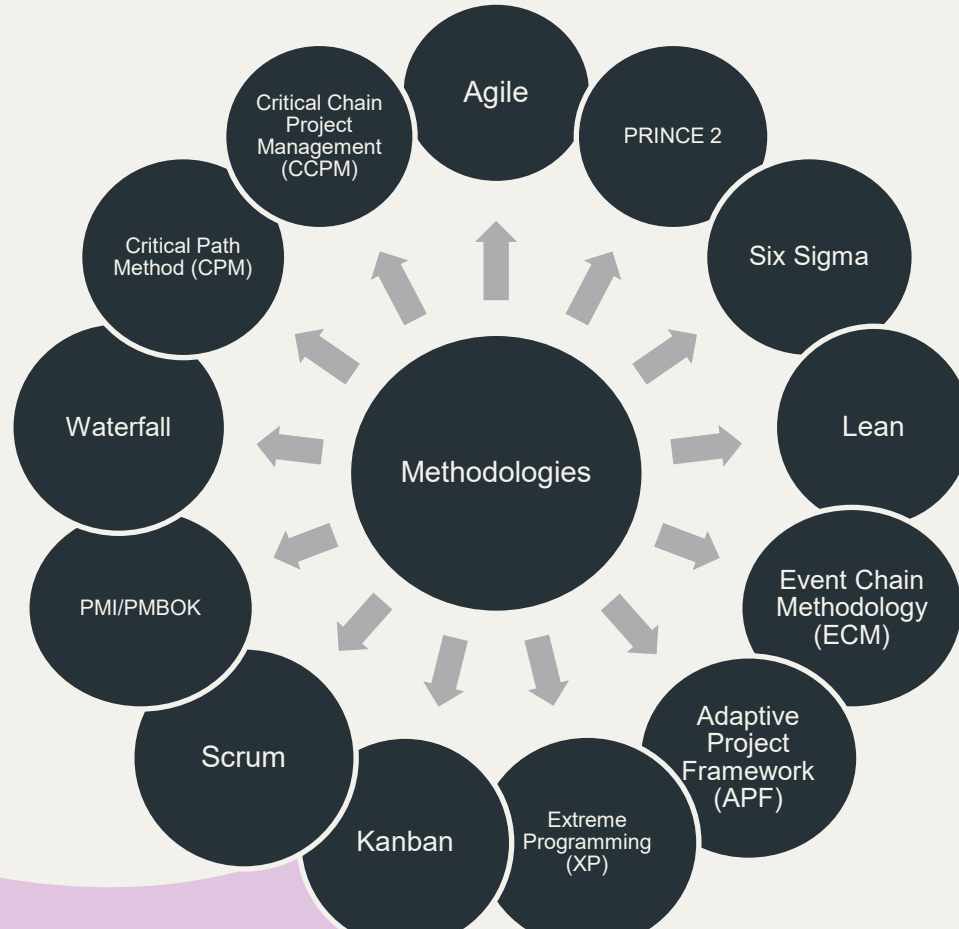 Agile
PRINCE 2
Six Sigma
Lean
Event Chain
Methodology
(ECM)
Adaptive
Project
Framework
(APF)
Extreme
Programming
(XP)
Kanban
Scrum
PMI/PMBOK
Waterfall
Critical Path
Method (CPM)
Critical Chain
Project
Management
(CCPM)
Methodologies